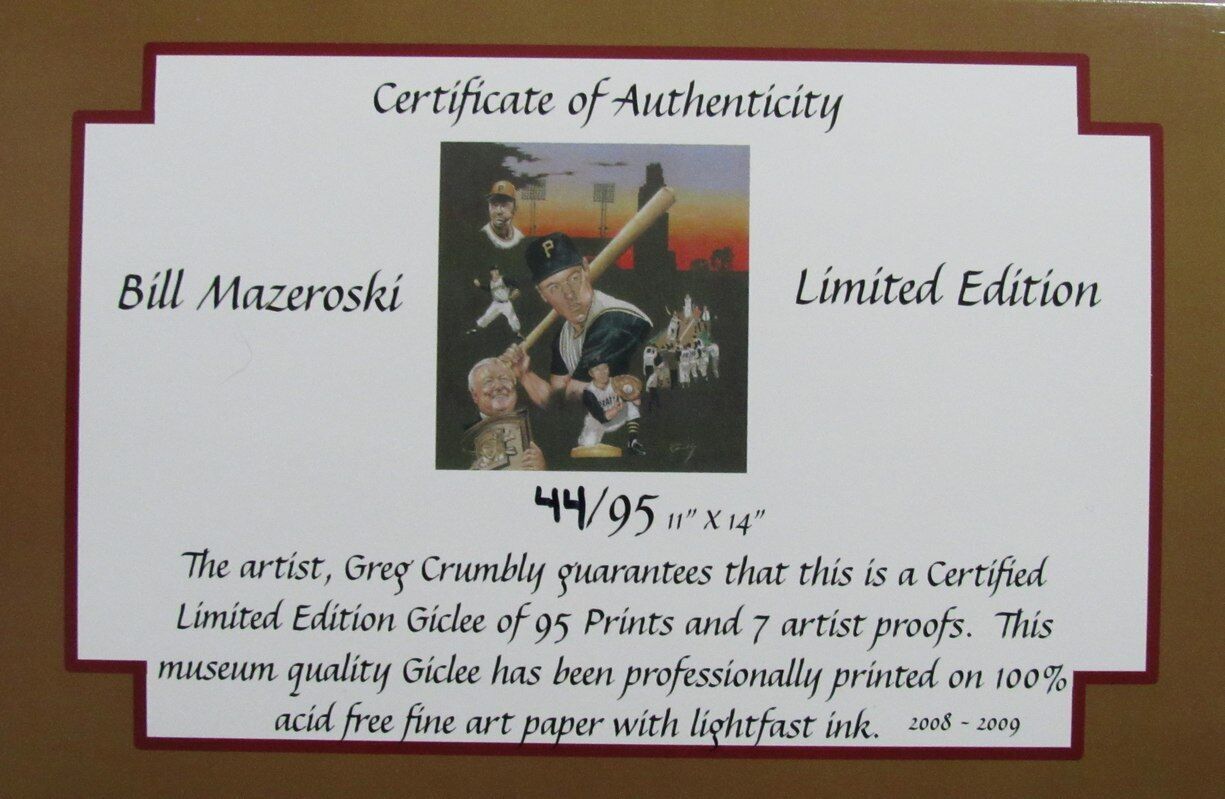 Certificate of Authenticity
Bill Mazeroski
Limited Edition
P
44/95 11" X 14"
The artist, Greg Crumbly guarantees that this is a Certified
Limited Edition Giclee of 95 Prints and 7 artist proofs. This
museum quality Giclee has been professionally printed on 100%
acid free fine art paper with lightfast ink. 2008 - 2009